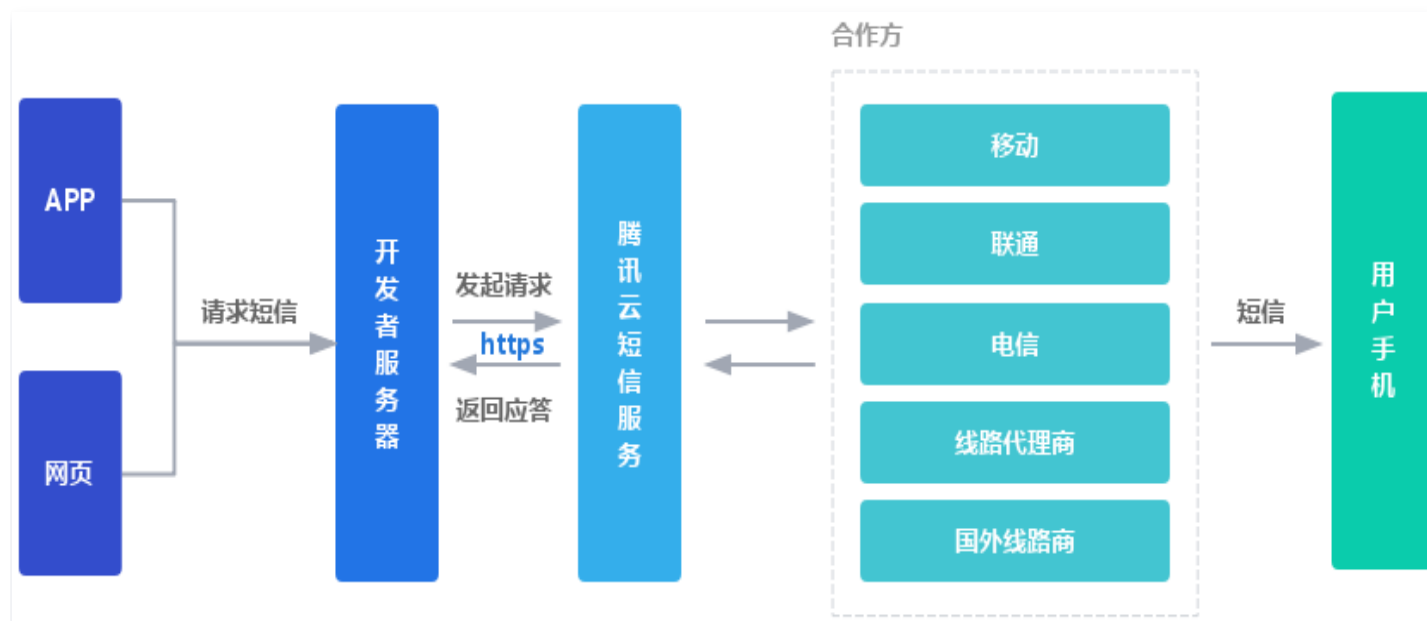 合作方
APP
网页
请求短信
开发者服务器
发起请求
https
返回应答
腾讯云短信服务
移动
联通
电信
线路代理商
国外线路商
短信
用户手机